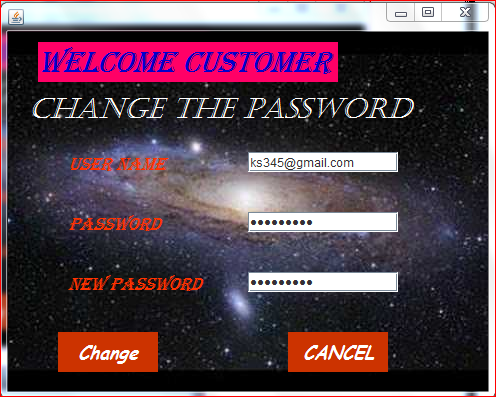 WELCOME CUSTOMER
CHANGE THE PASSWORD
USER NAME ks345@gmail.com
PASSWORD •••••••••
NEW PASSWORD •••••••••
Change CANCEL